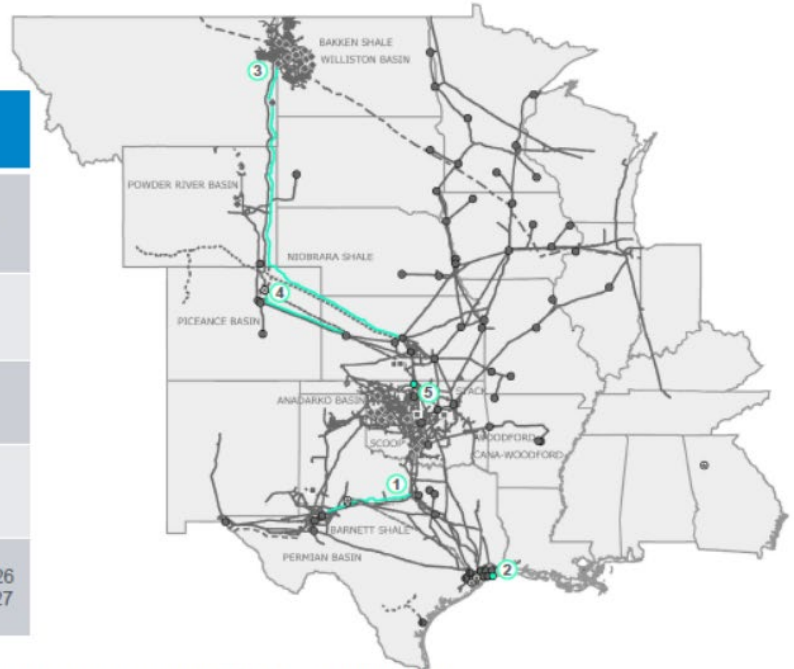 BAKKEN SHALE
WILLISTON BASIN
3
POWDER RIVER BASIN
NIOBRARA SHALE
4
PICEANCE BASIN
ANADARKO BASIN
5
STACK
SCOOP
WOODFORD
CANA-WOODFORD
1
BARNETT SHALE
PERMIAN BASIN
2
26
27